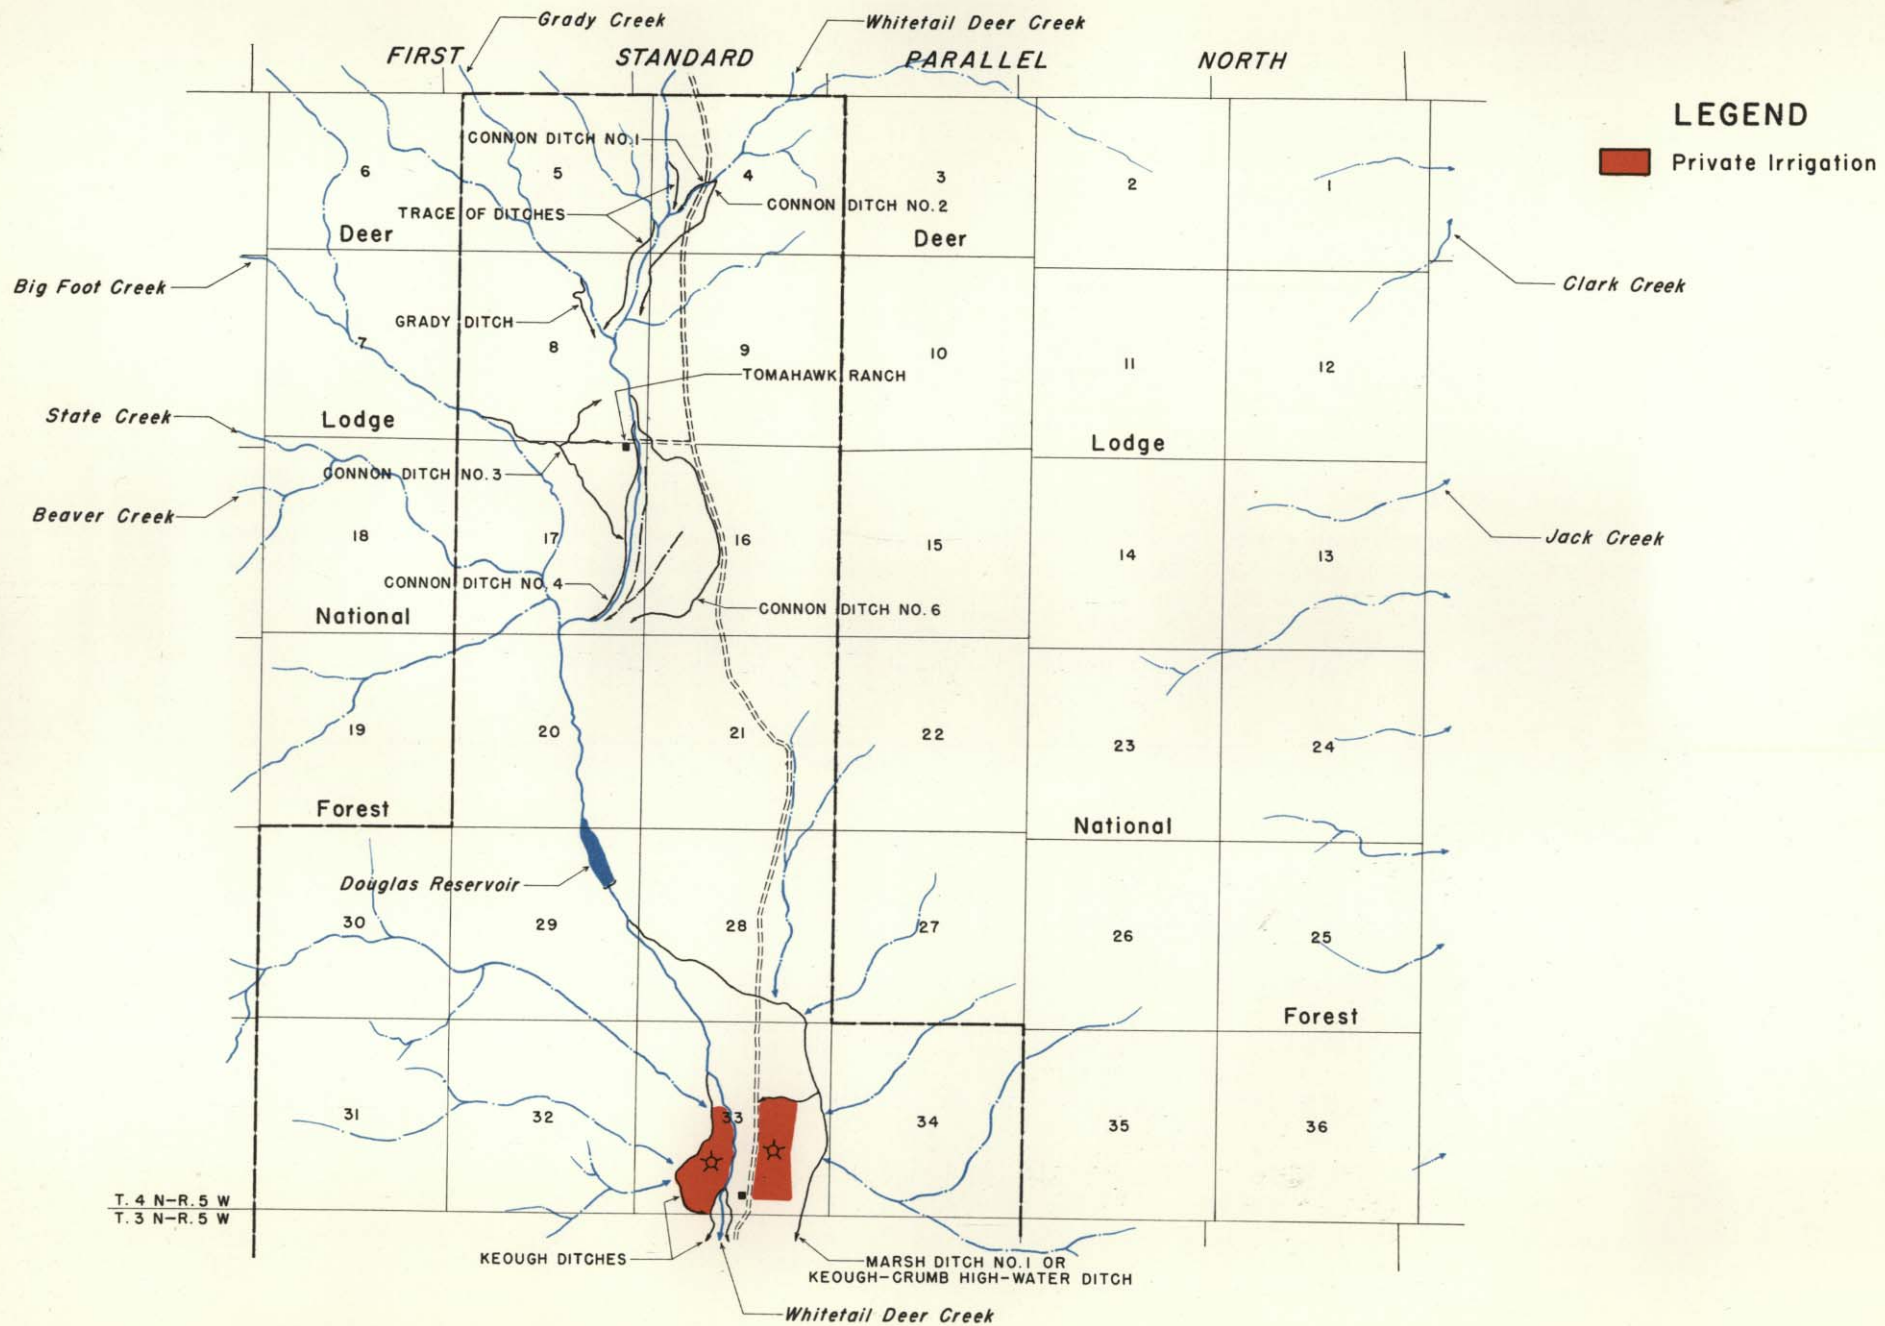 Grady Creek
Whitetail Deer Creek
FIRST STANDARD PARALLEL NORTH
LEGEND
Private Irrigation
CONNON DITCH NO.1
6
5
4
3
2
1
TRACE OF DITCHES
CONNON DITCH NO.2
Deer
Deer
Big Foot Creek
Clark Creek
GRADY DITCH
7
8
9
10
11
12
TOMAHAWK RANCH
State Creek
Lodge
Lodge
CONNON DITCH NO.3
Beaver Creek
18
17
16
15
14
13
Jack Creek
CONNON DITCH NO.4
CONNON DITCH NO.6
National
19
20
21
22
23
24
Forest
National
Douglas Reservoir
30
29
28
27
26
25
Forest
31
32
33
34
35
36
T. 4 N-R. 5 W
T. 3 N-R. 5 W
KEOUGH DITCHES
MARSH DITCH NO.1 OR
KEOUGH-CRUMB HIGH-WATER DITCH
Whitetail Deer Creek